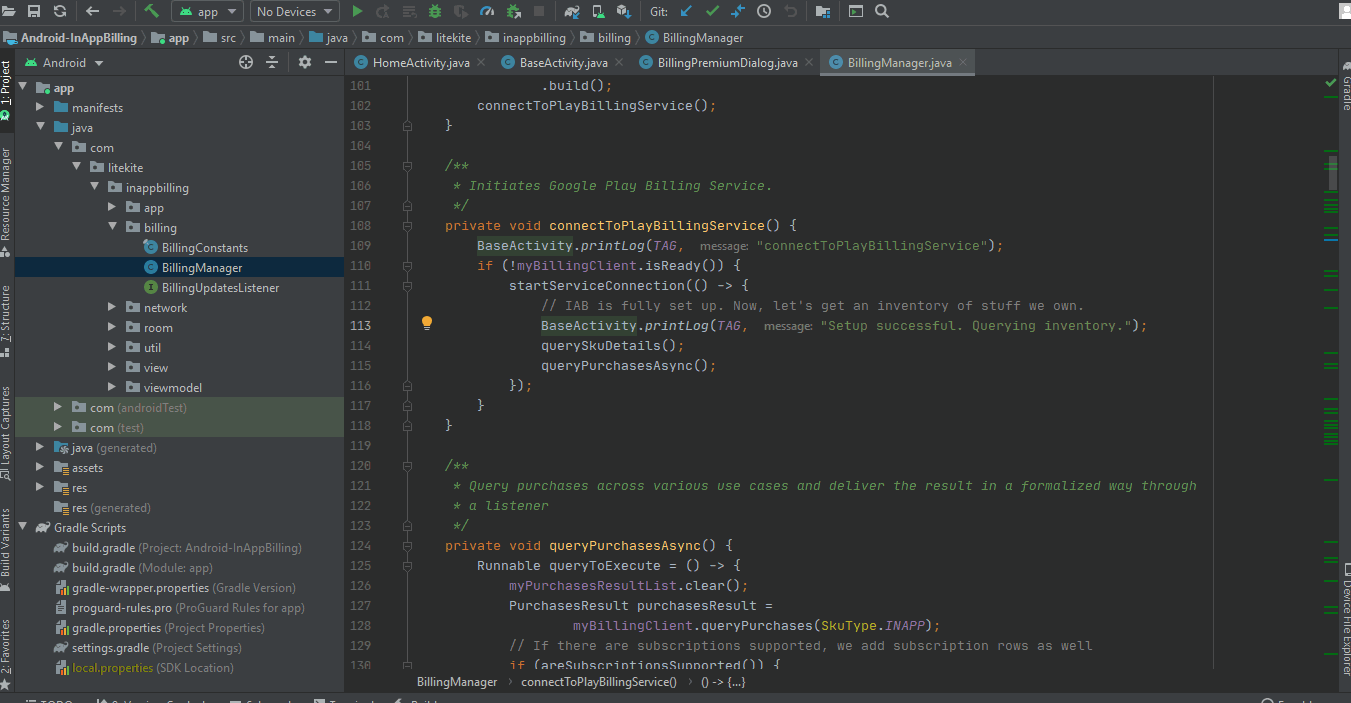 app
No Devices
Git:
Android-InAppBilling
app
src
main
java
com
litekite
inappbilling
billing
BillingManager
Android
HomeActivity.java
BaseActivity.java
BillingPremiumDialog.java
BillingManager.java
1: Project
Resource Manager
7: Structure
Layout Captures
Build Variants
2: Favorites
app
manifests
java
com
litekite
inappbilling
app
billing
BillingConstants
BillingManager
BillingUpdatesListener
network
room
util
view
viewmodel
com (androidTest)
com (test)
java (generated)
assets
res
res (generated)
Gradle Scripts
build.gradle (Project: Android-InAppBilling)
build.gradle (Module: app)
gradle-wrapper.properties (Gradle Version)
proguard-rules.pro (ProGuard Rules for app)
gradle.properties (Project Properties)
settings.gradle (Project Settings)
local.properties (SDK Location)
101 .build();
102 connectToPlayBillingService();
103 }
104
105 /**
106 * Initiates Google Play Billing Service.
107 */
108 private void connectToPlayBillingService() {
109 BaseActivity.printLog(TAG, message: "connectToPlayBillingService");
110 if (!myBillingClient.isReady()) {
111 startServiceConnection(() -> {
112 // IAB is fully set up. Now, let's get an inventory of stuff we own.
113 BaseActivity.printLog(TAG, message: "Setup successful. Querying inventory.");
114 querySkuDetails();
115 queryPurchasesAsync();
116 });
117 }
118 }
119
120 /**
121 * Query purchases across various use cases and deliver the result in a formalized way through
122 * a listener
123 */
124 private void queryPurchasesAsync() {
125 Runnable queryToExecute = () -> {
126 myPurchasesResultList.clear();
127 PurchasesResult purchasesResult =
128 myBillingClient.queryPurchases(SkuType.INAPP);
129 // If there are subscriptions supported, we add subscription rows as well
130 if (areSubscriptionsSupported()) {
BillingManager
connectToPlayBillingService()
() -> {...}
Gradle
Device File Explorer